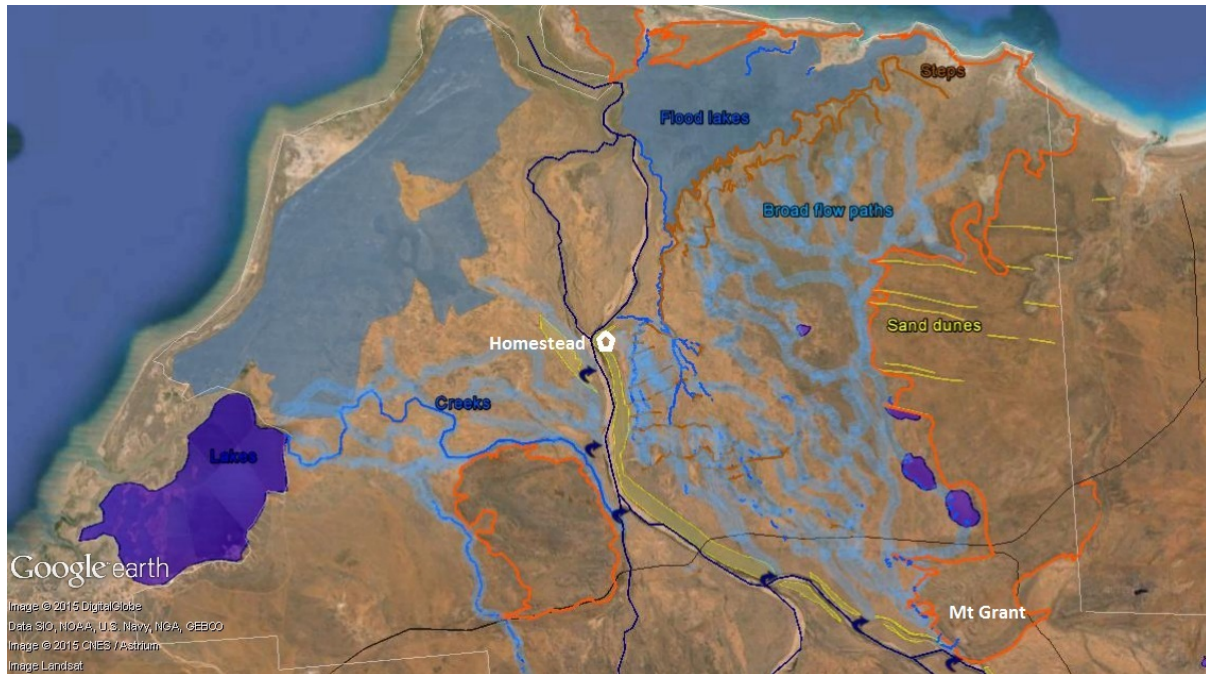 Steps
Flood lakes
Broad flow paths
Sand dunes
Homestead
Creeks
Lakes
Mt Grant
Google earth
Image © 2015 DigitalGlobe
Data SIO, NOAA, U.S. Navy, NGA, GEBCO
Image © 2015 CNES / Astrium
Image Landsat